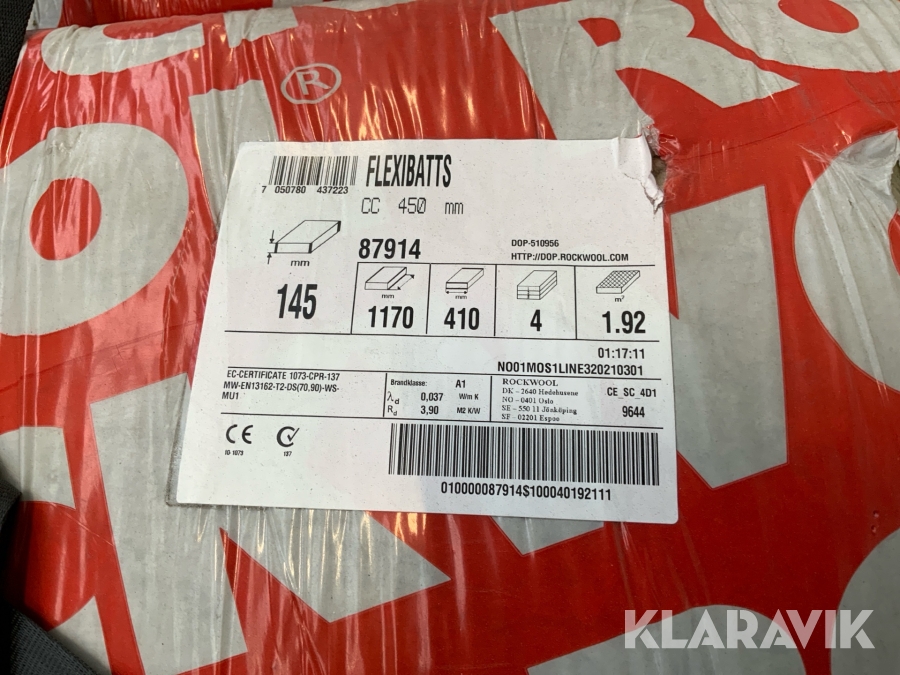 ®
7 050780 437223
FLEXIBATTS
CC 450 mm
mm
87914
DOP-510956
HTTP://DOP.ROCKWOOL.COM
145
mm
1170
mm
410
4
m²
1.92
01:17:11
NO01MOS1LINE320210301
EC-CERTIFICATE 1073-CPR-137
MW-EN13162-T2-DS(70,90)-WS-
MU1
Brandklasse: A1
λd 0,037 W/m K
Rd 3,90 M2 K/W
ROCKWOOL
DK - 2640 Hedehusene
NO - 0401 Oslo
SE - 550 11 Jönköping
SF - 02201 Espoo
CE_SC_4D1
9644
CE
ID 1073
137
010000087914$100040192111
KLARAVIK